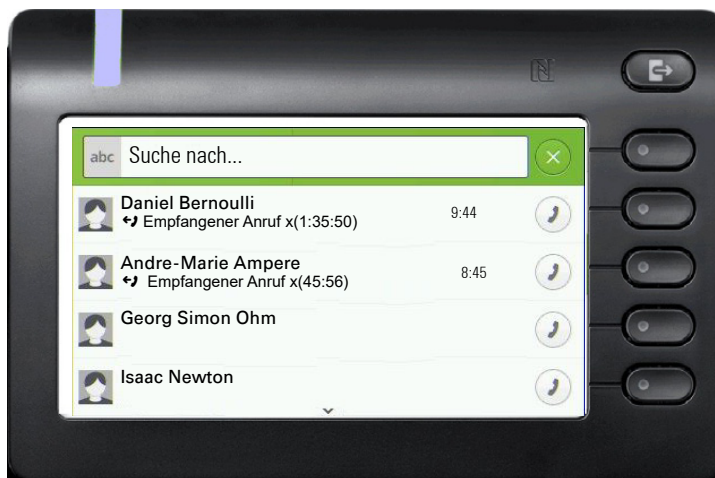 abc Suche nach...
Daniel Bernoulli 9:44
Empfangener Anruf x(1:35:50)
Andre-Marie Ampere 8:45
Empfangener Anruf x(45:56)
Georg Simon Ohm
Isaac Newton